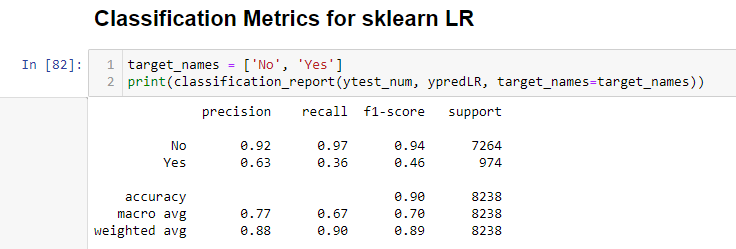 Classification Metrics for sklearn LR
In [82]: 1 target_names = ['No', 'Yes']
2 print(classification_report(ytest_num, ypredLR, target_names=target_names))
precision recall f1-score support
No 0.92 0.97 0.94 7264
Yes 0.63 0.36 0.46 974
accuracy 0.90 8238
macro avg 0.77 0.67 0.70 8238
weighted avg 0.88 0.90 0.89 8238